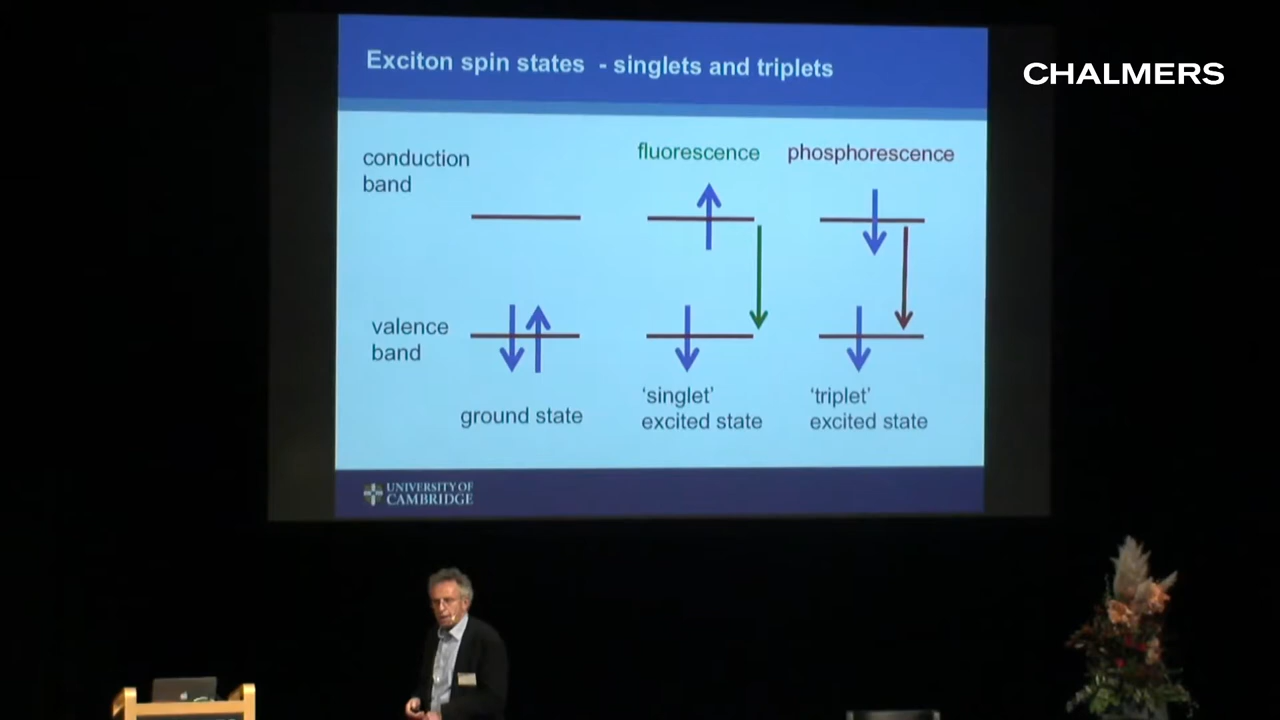 Exciton spin states - singlets and triplets
CHALMERS
conduction
band
fluorescence
phosphorescence
valence
band
ground state
'singlet'
excited state
'triplet'
excited state
UNIVERSITY OF
CAMBRIDGE